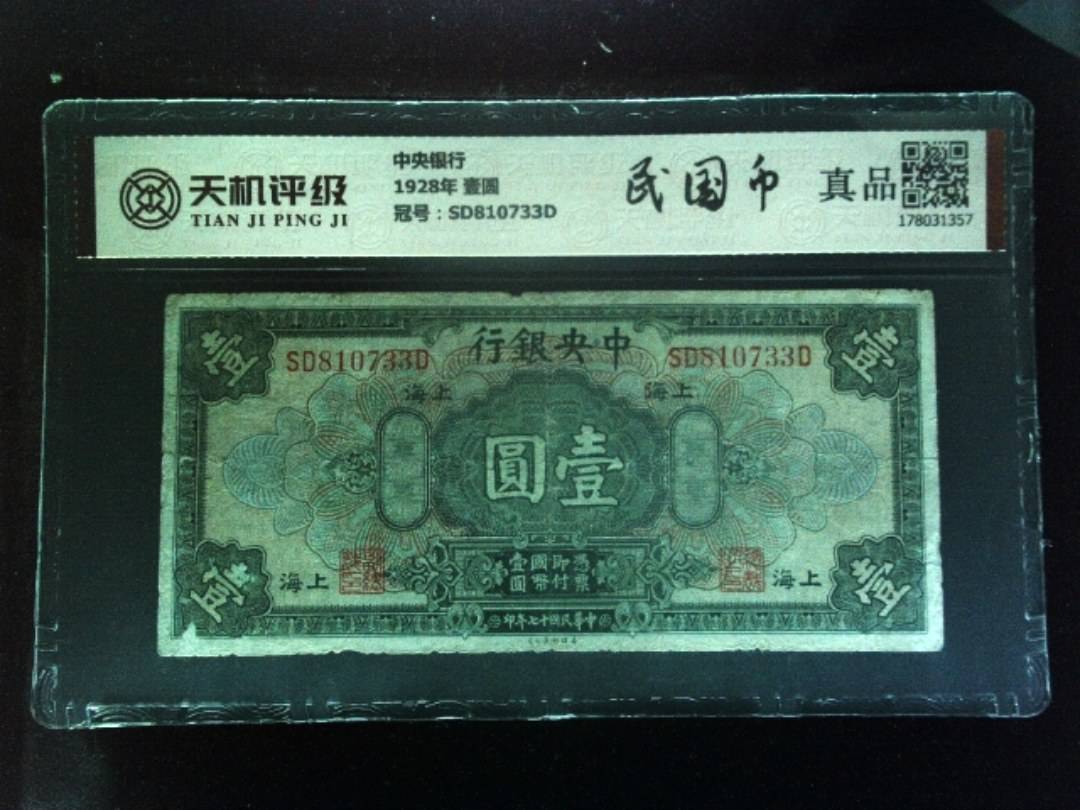 天机评级
TIAN JI PING JI
中央银行
1928年 壹圆
冠号：SD810733D
民国币
真品
178031357
行銀央中
壹
壹
SD810733D
SD810733D
海上
海上
圓壹
憑票
即付
國幣
壹圓
海上
海上
壹
壹
印年七十國民華中